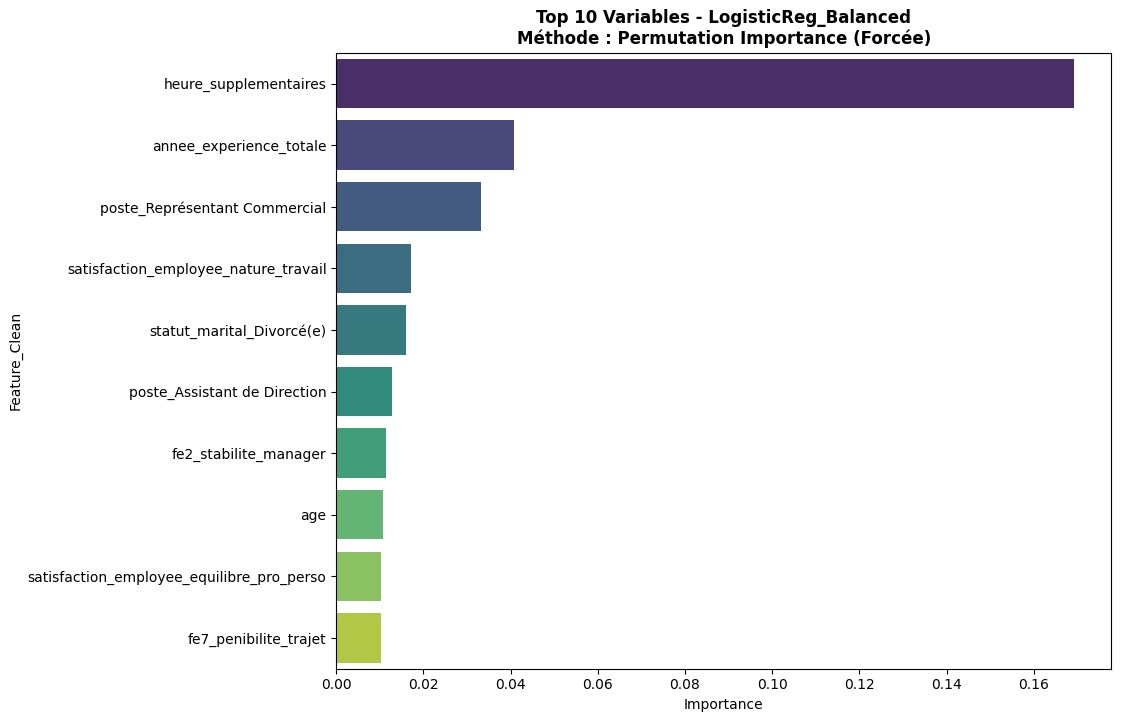 Top 10 Variables - LogisticReg_Balanced
Méthode : Permutation Importance (Forcée)
Feature_Clean
heure_supplementaires
annee_experience_totale
poste_Représentant Commercial
satisfaction_employee_nature_travail
statut_marital_Divorcé(e)
poste_Assistant de Direction
fe2_stabilite_manager
age
satisfaction_employee_equilibre_pro_perso
fe7_penibilite_trajet
0.00 0.02 0.04 0.06 0.08 0.10 0.12 0.14 0.16
Importance